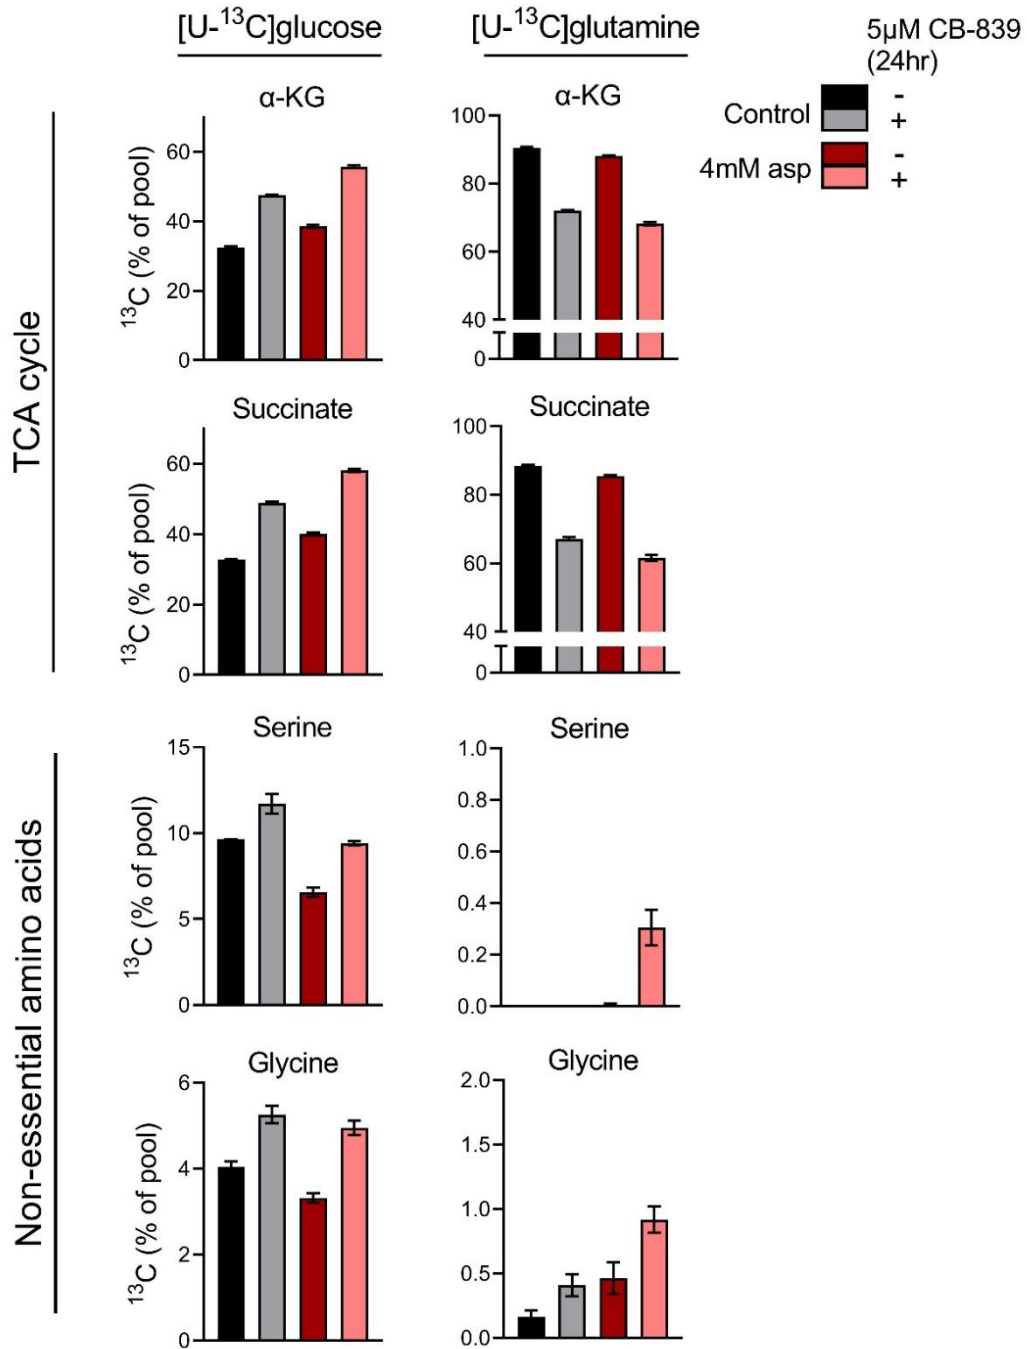 [U-¹³C]glucose
[U-¹³C]glutamine
5µM CB-839
(24hr)
Control
-
+
4mM asp
-
+
TCA cycle
α-KG
¹³C (% of pool)
60
40
20
0
α-KG
100
80
60
40
0
Succinate
¹³C (% of pool)
60
40
20
0
Succinate
100
80
60
40
0
Non-essential amino acids
Serine
¹³C (% of pool)
15
10
5
0
Serine
1.0
0.8
0.6
0.4
0.2
0.0
Glycine
¹³C (% of pool)
6
4
2
0
Glycine
2.0
1.5
1.0
0.5
0.0